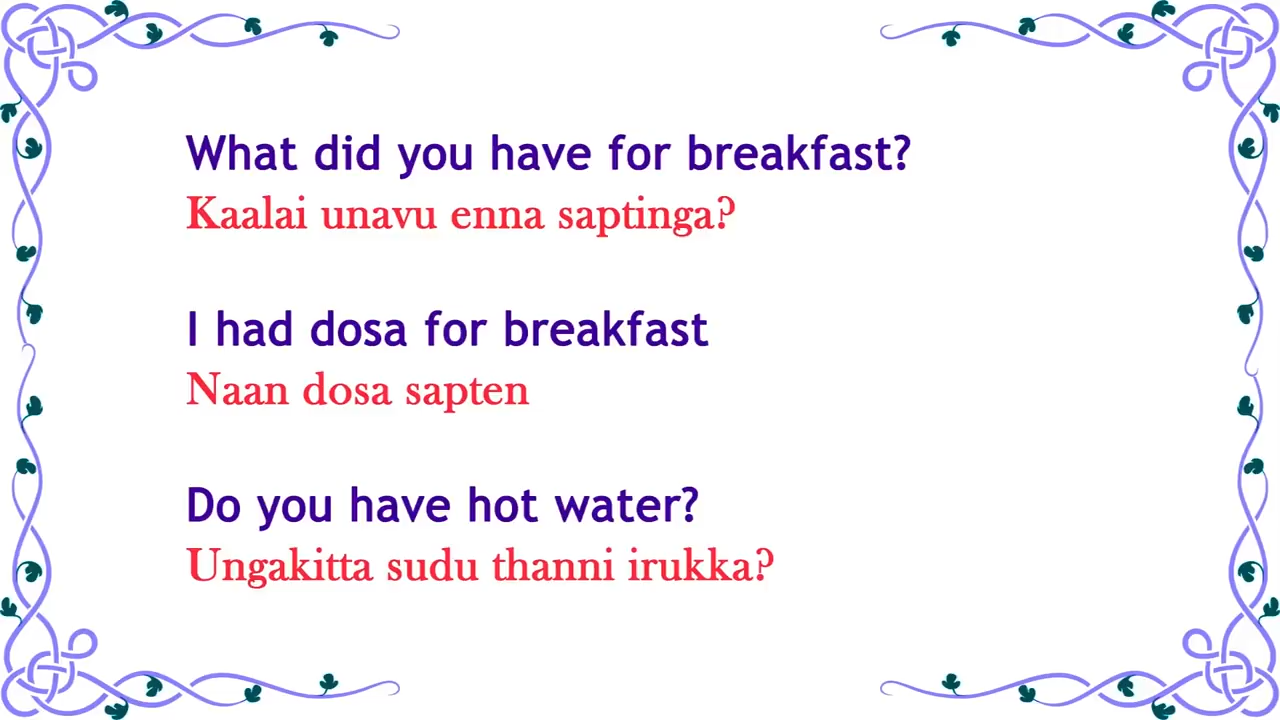 What did you have for breakfast?
Kaalai unavu enna saptinga?
I had dosa for breakfast
Naan dosa sapten
Do you have hot water?
Ungakitta sudu thanni irukka?